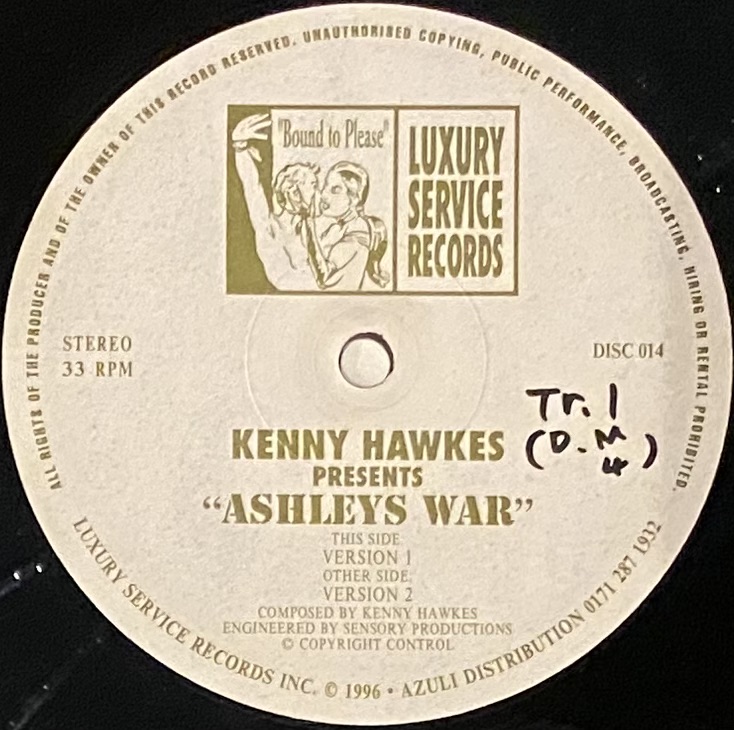 ALL RIGHTS OF THE PRODUCER AND OF THE OWNER OF THIS RECORD RESERVED. UNAUTHORISED COPYING, PUBLIC PERFORMANCE, BROADCASTING, HIRING OR RENTAL PROHIBITED.
"Bound to Please"
LUXURY
SERVICE
RECORDS
STEREO
33 RPM
DISC 014
Tr. 1
(D.M
4)
KENNY HAWKES
PRESENTS
“ASHLEYS WAR”
THIS SIDE:
VERSION 1
OTHER SIDE:
VERSION 2
COMPOSED BY KENNY HAWKES
ENGINEERED BY SENSORY PRODUCTIONS
© COPYRIGHT CONTROL
LUXURY SERVICE RECORDS INC. © 1996 • AZULI DISTRIBUTION 0171 287 1932